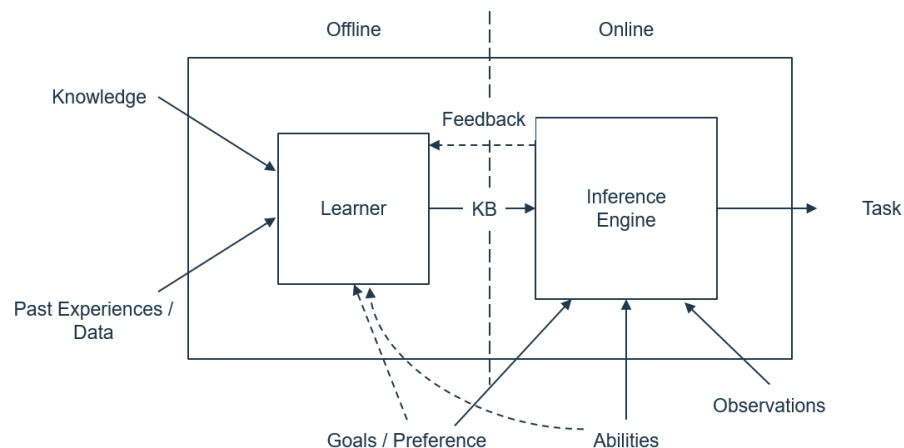 Offline
Online
Knowledge
Feedback
Learner
KB
Inference
Engine
Task
Past Experiences /
Data
Observations
Goals / Preference
Abilities